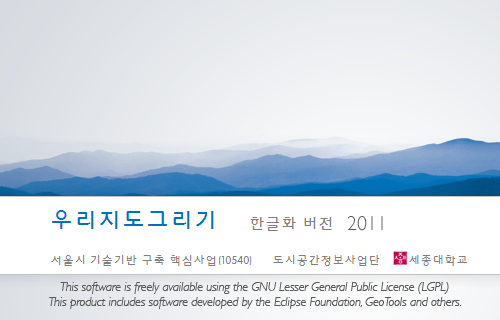 우리지도그리기 한글화 버전 2011
서울시 기술기반 구축 핵심사업(10540) 도시공간정보사업단 세종대학교
This software is freely available using the GNU Lesser General Public License (LGPL)
This product includes software developed by the Eclipse Foundation, GeoTools and others.